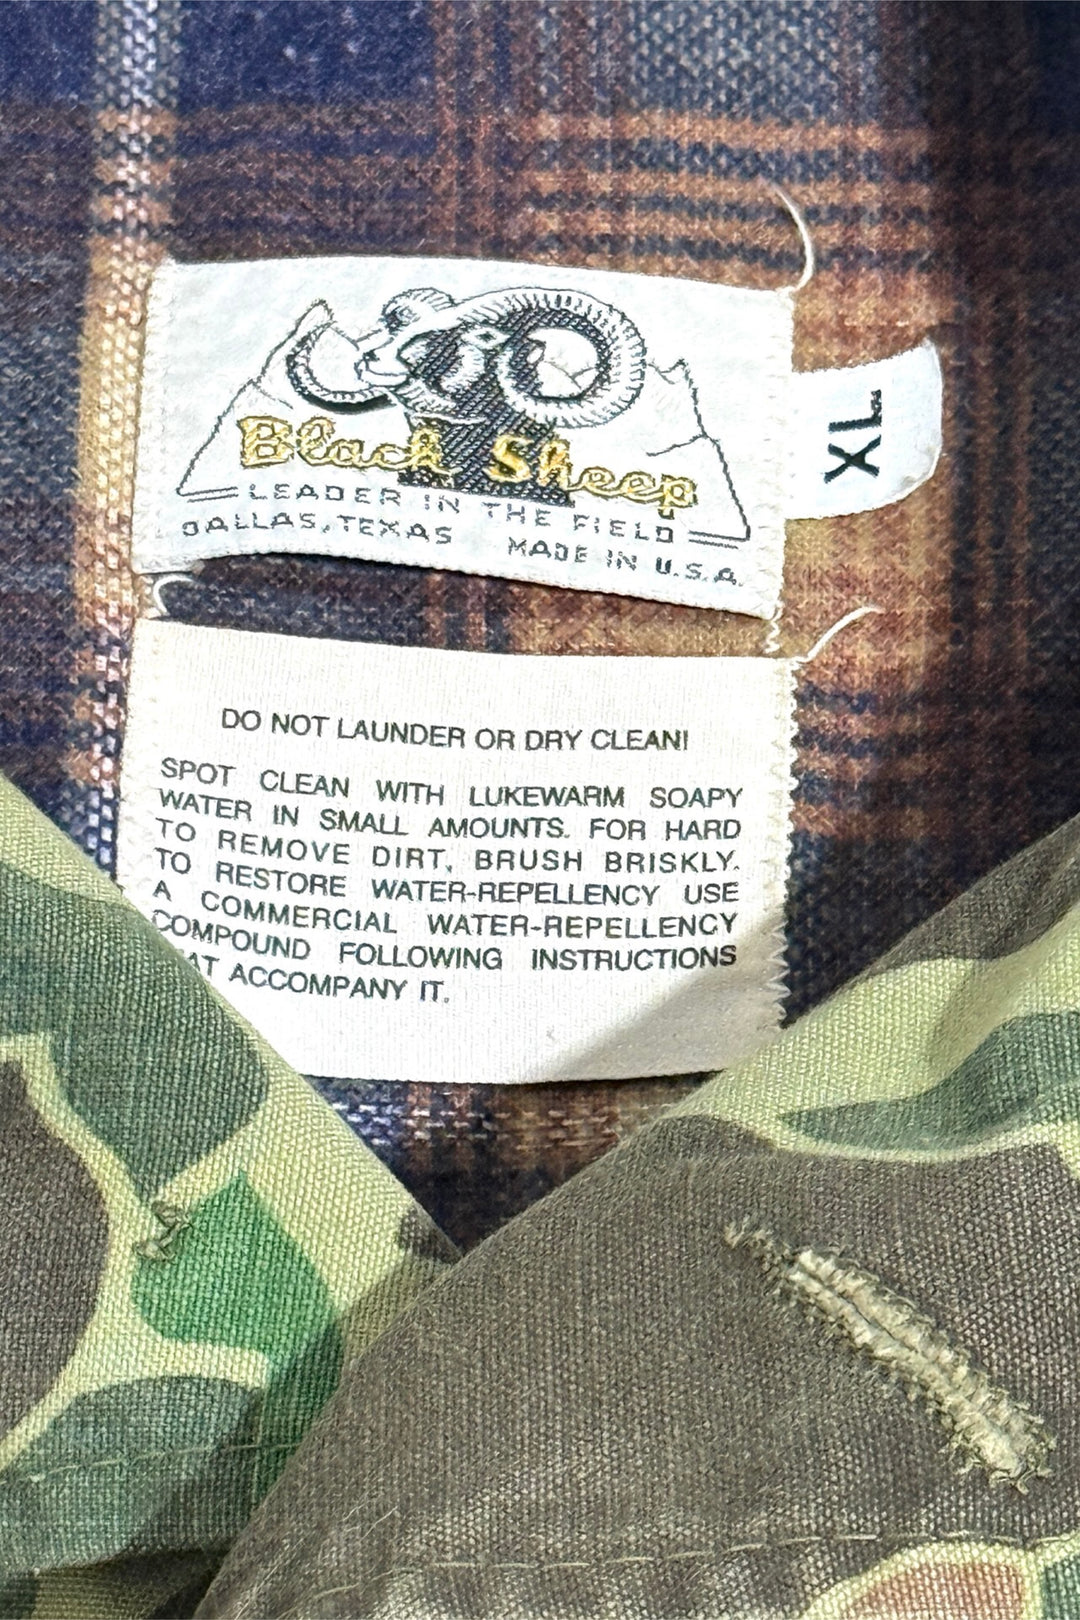 Black Sheep
LEADER IN THE FIELD
DALLAS, TEXAS MADE IN U.S.A.
XL
DO NOT LAUNDER OR DRY CLEAN!
SPOT CLEAN WITH LUKEWARM SOAPY
WATER IN SMALL AMOUNTS. FOR HARD
TO REMOVE DIRT, BRUSH BRISKLY.
TO RESTORE WATER-REPELLENCY USE
A COMMERCIAL WATER-REPELLENCY
COMPOUND FOLLOWING INSTRUCTIONS
AT ACCOMPANY IT.